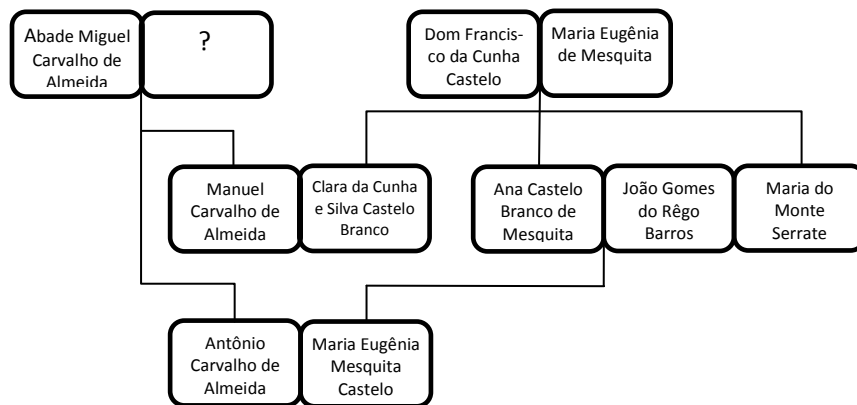 Abade Miguel
Carvalho de
Almeida
?
Dom Francis-
co da Cunha
Castelo
Maria Eugênia
de Mesquita
Manuel
Carvalho de
Almeida
Clara da Cunha
e Silva Castelo
Branco
Ana Castelo
Branco de
Mesquita
João Gomes
do Rêgo
Barros
Maria do
Monte
Serrate
Antônio
Carvalho de
Almeida
Maria Eugênia
Mesquita
Castelo